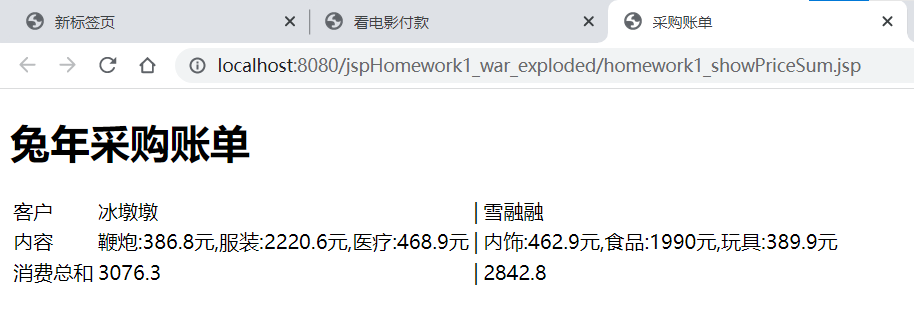 新标签页 看电影付款 采购账单
localhost:8080/jspHomework1_war_exploded/homework1_showPriceSum.jsp
兔年采购账单
客户 冰墩墩 | 雪融融
内容 鞭炮:386.8元,服装:2220.6元,医疗:468.9元 | 内饰:462.9元,食品:1990元,玩具:389.9元
消费总和 3076.3 | 2842.8